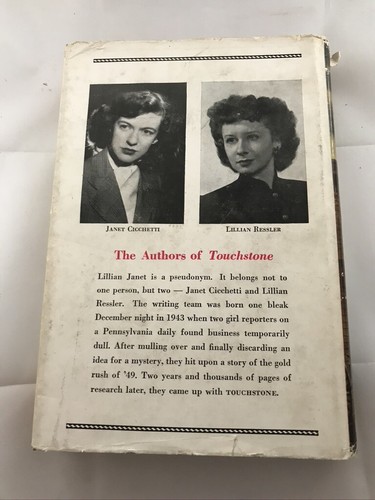 JANET CICCHETTI
LILLIAN RESSLER
The Authors of Touchstone
Lillian Janet is a pseudonym. It belongs not to
one person, but two — Janet Cicchetti and Lillian
Ressler. The writing team was born one bleak
December night in 1943 when two girl reporters on
a Pennsylvania daily found business temporarily
dull. After mulling over and finally discarding an
idea for a mystery, they hit upon a story of the gold
rush of '49. Two years and thousands of pages of
research later, they came up with TOUCHSTONE.